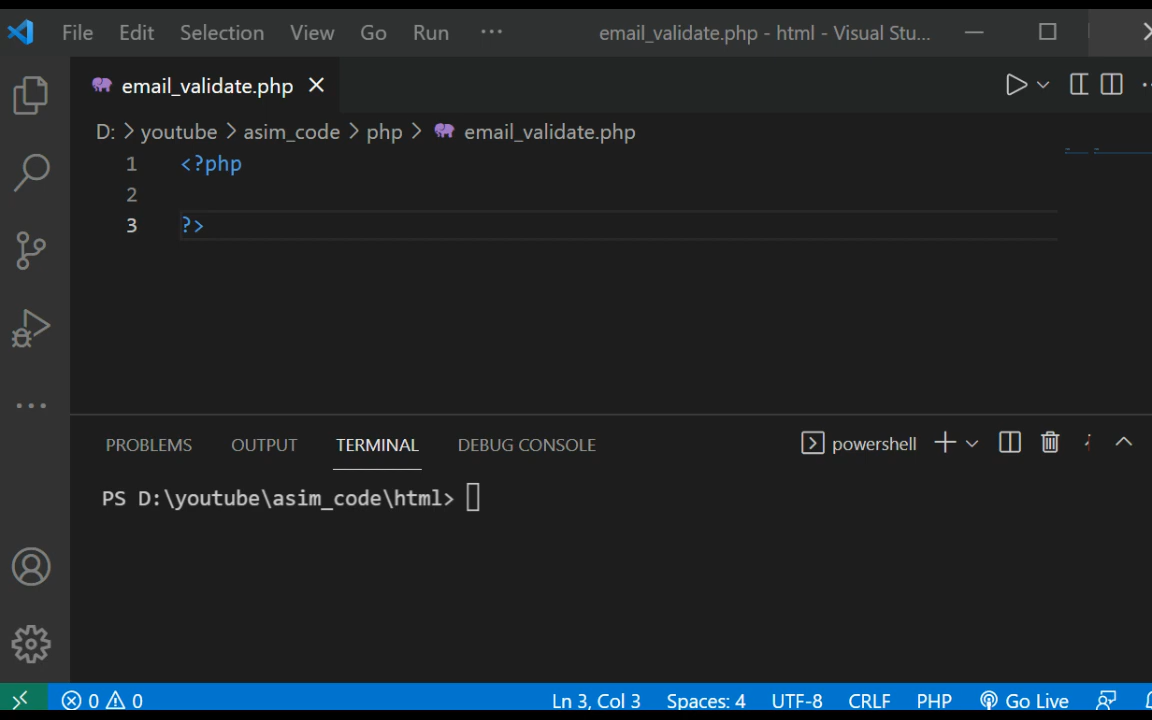 File Edit Selection View Go Run ··· email_validate.php - html - Visual Stu...
email_validate.php
D: > youtube > asim_code > php > email_validate.php
1 <?php
2
3 ?>
PROBLEMS OUTPUT TERMINAL DEBUG CONSOLE powershell
PS D:\youtube\asim_code\html>
0 0 Ln 3, Col 3 Spaces: 4 UTF-8 CRLF PHP Go Live